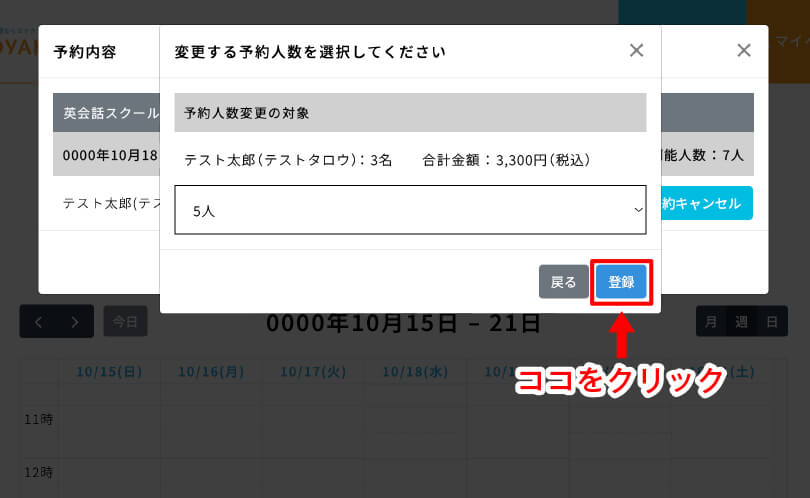 OYAK
マイペ
予約内容
変更する予約人数を選択してください
英会話スクール
予約人数変更の対象
0000年10月18
能人数：7人
テスト太郎(テストタロウ)：3名 合計金額：3,300円(税込)
テスト太郎(テス
約キャンセル
5人
戻る
登録
今日
0000年10月15日 – 21日
月 週 日
ココをクリック
10/15(日) 10/16(月) 10/17(火) 10/18(水) 10/1 (土)
11時
12時